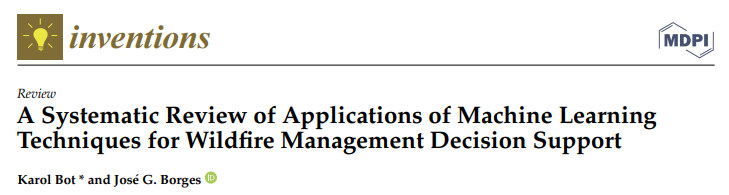 inventions
MDPI
Review
A Systematic Review of Applications of Machine Learning
Techniques for Wildfire Management Decision Support
Karol Bot * and José G. Borges
iD